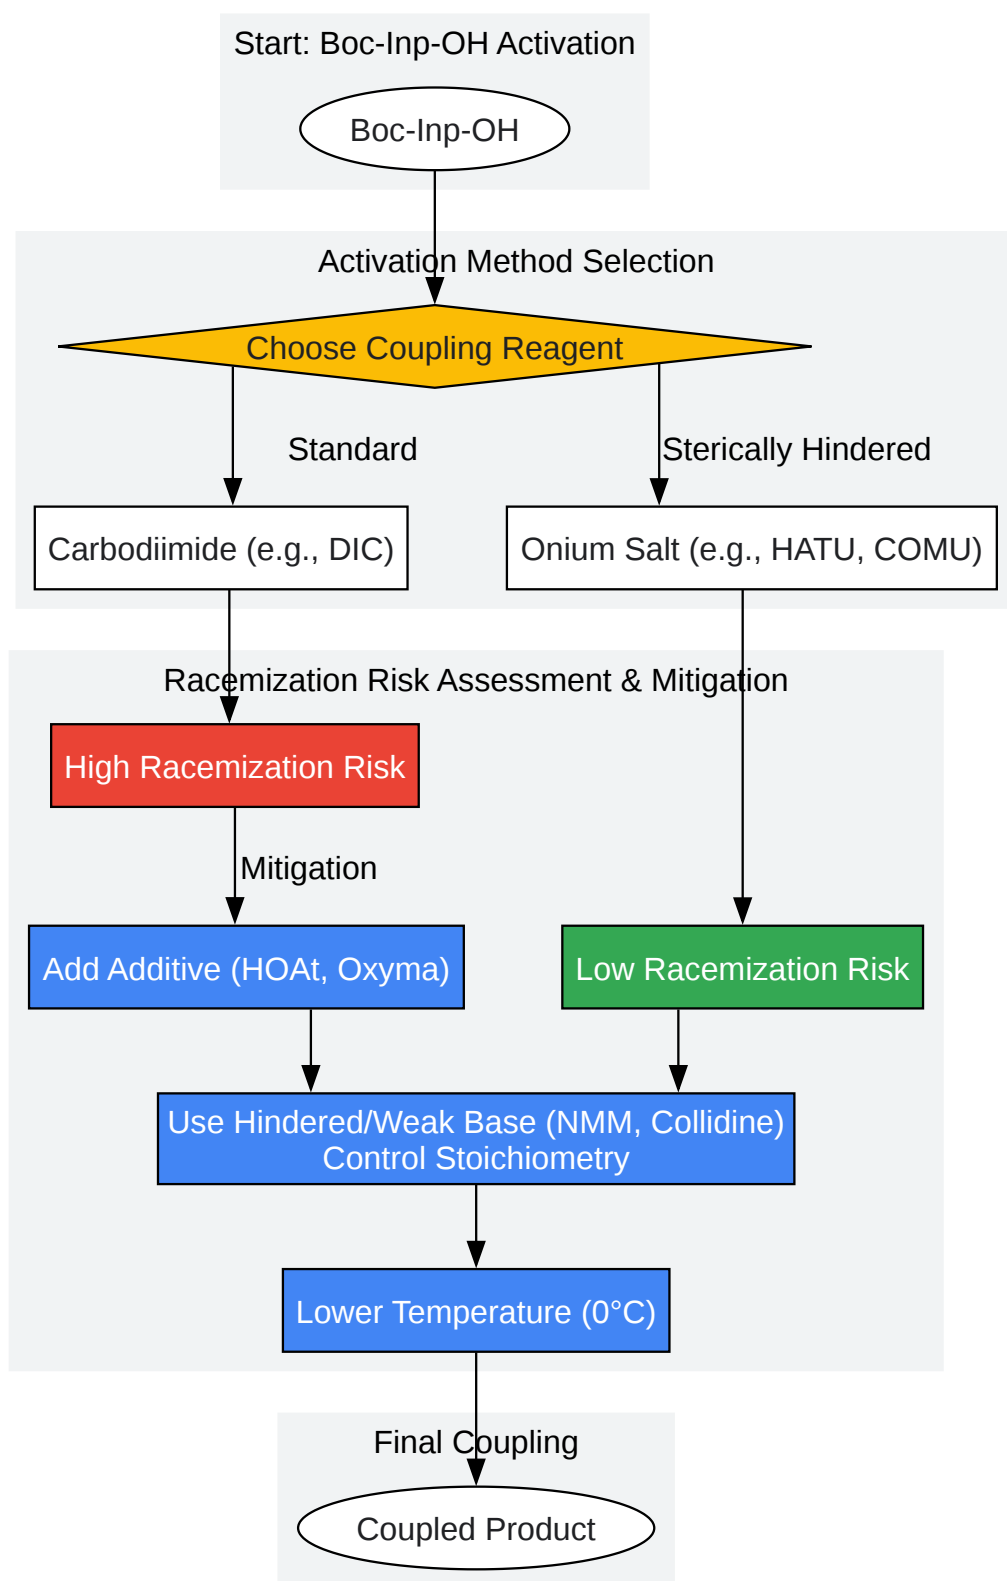 Start: Boc-Inp-OH Activation
Boc-Inp-OH
Activation Method Selection
Choose Coupling Reagent
Standard
Sterically Hindered
Carbodiimide (e.g., DIC)
Onium Salt (e.g., HATU, COMU)
Racemization Risk Assessment & Mitigation
High Racemization Risk
Mitigation
Add Additive (HOAt, Oxyma)
Low Racemization Risk
Use Hindered/Weak Base (NMM, Collidine)
Control Stoichiometry
Lower Temperature (0°C)
Final Coupling
Coupled Product